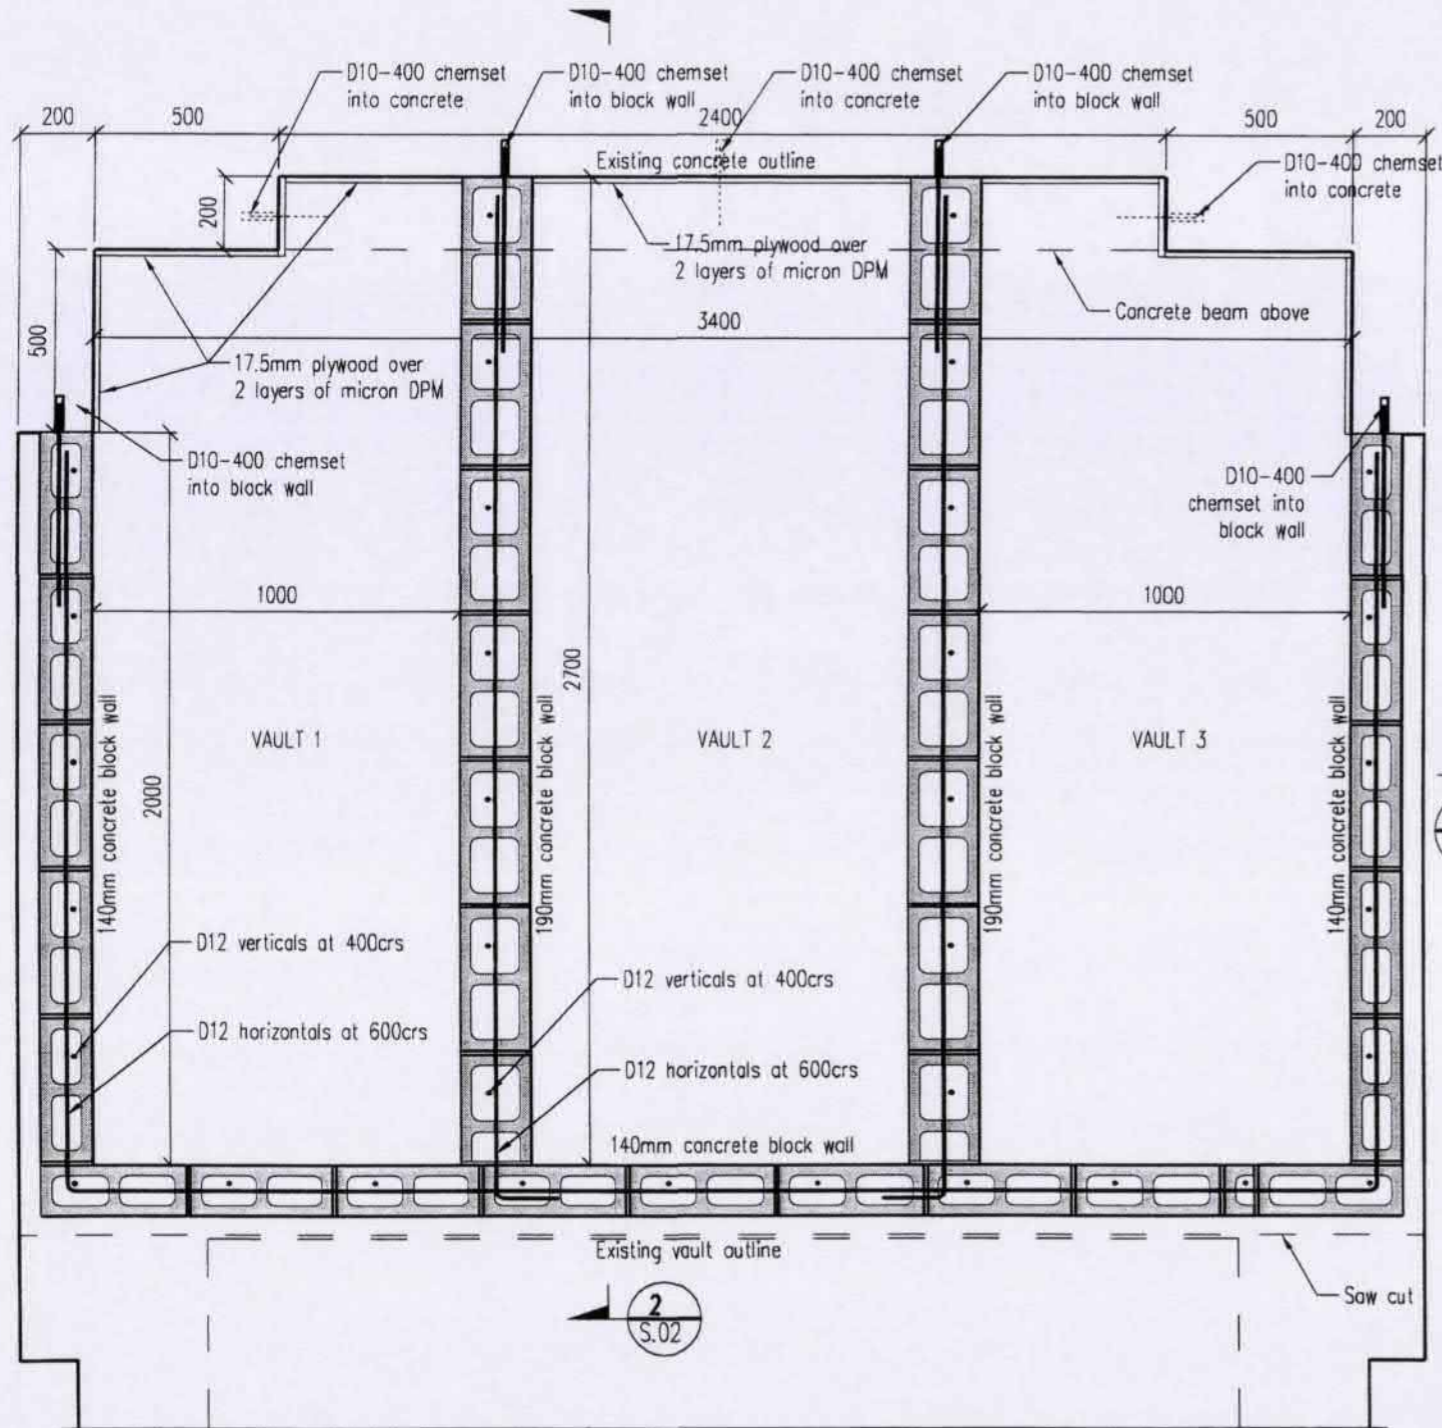 D10-400 chemset
into concrete
D10-400 chemset
into block wall
D10-400 chemset
into concrete
D10-400 chemset
into block wall
200
500
2400
500
200
Existing concrete outline
D10-400 chemset
into concrete
200
17.5mm plywood over
2 layers of micron DPM
Concrete beam above
3400
500
17.5mm plywood over
2 layers of micron DPM
D10-400 chemset
into block wall
D10-400
chemset into
block wall
1000
1000
2700
2000
140mm concrete block wall
VAULT 1
190mm concrete block wall
VAULT 2
190mm concrete block wall
VAULT 3
140mm concrete block wall
D12 verticals at 400crs
D12 verticals at 400crs
D12 horizontals at 600crs
D12 horizontals at 600crs
140mm concrete block wall
Existing vault outline
Saw cut
2
S.02